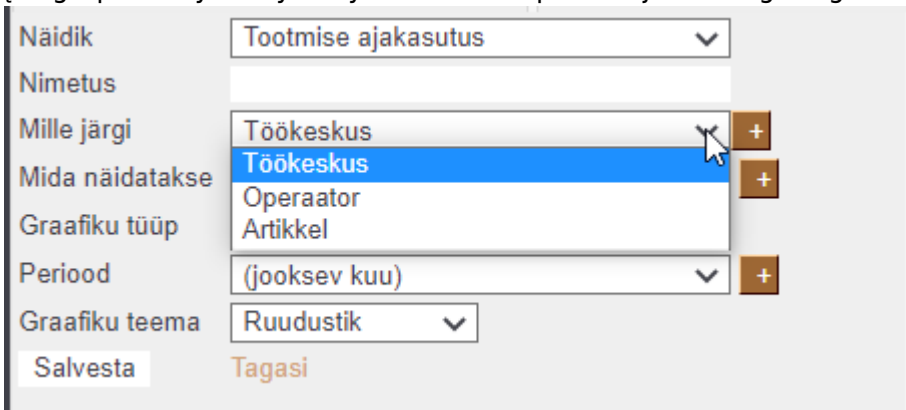 Näidik Tootmise ajakasutus
Nimetus
Mille järgi Töökeskus +
Töökeskus
Mida näidatakse +
Operaator
Graafiku tüüp Artikkel
Periood (jooksev kuu) +
Graafiku teema Ruudustik
Salvesta Tagasi